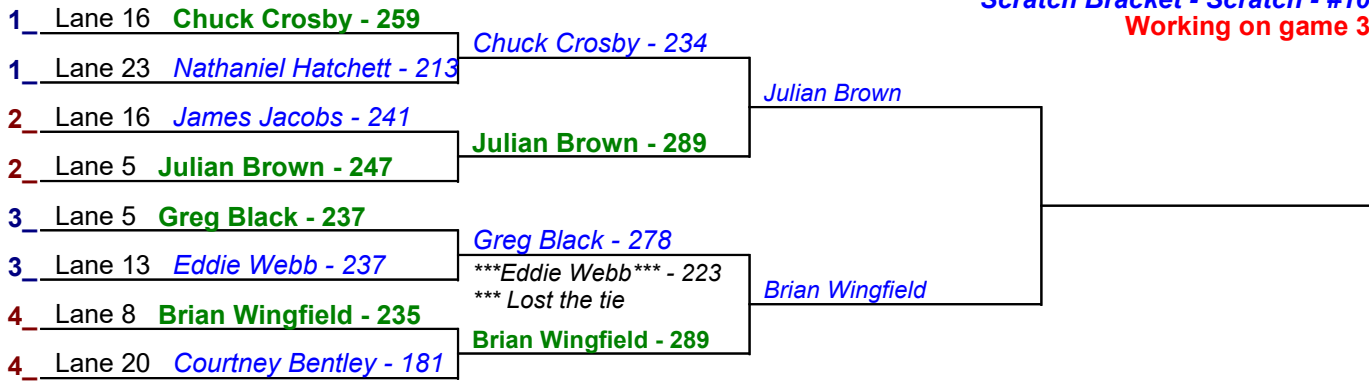 Scratch Bracket - Scratch - #10
Working on game 3
1_ Lane 16 Chuck Crosby - 259
1_ Lane 23 Nathaniel Hatchett - 213
2_ Lane 16 James Jacobs - 241
2_ Lane 5 Julian Brown - 247
3_ Lane 5 Greg Black - 237
3_ Lane 13 Eddie Webb - 237
4_ Lane 8 Brian Wingfield - 235
4_ Lane 20 Courtney Bentley - 181
Chuck Crosby - 234
Julian Brown - 289
Greg Black - 278
***Eddie Webb*** - 223
*** Lost the tie
Brian Wingfield - 289
Julian Brown
Brian Wingfield